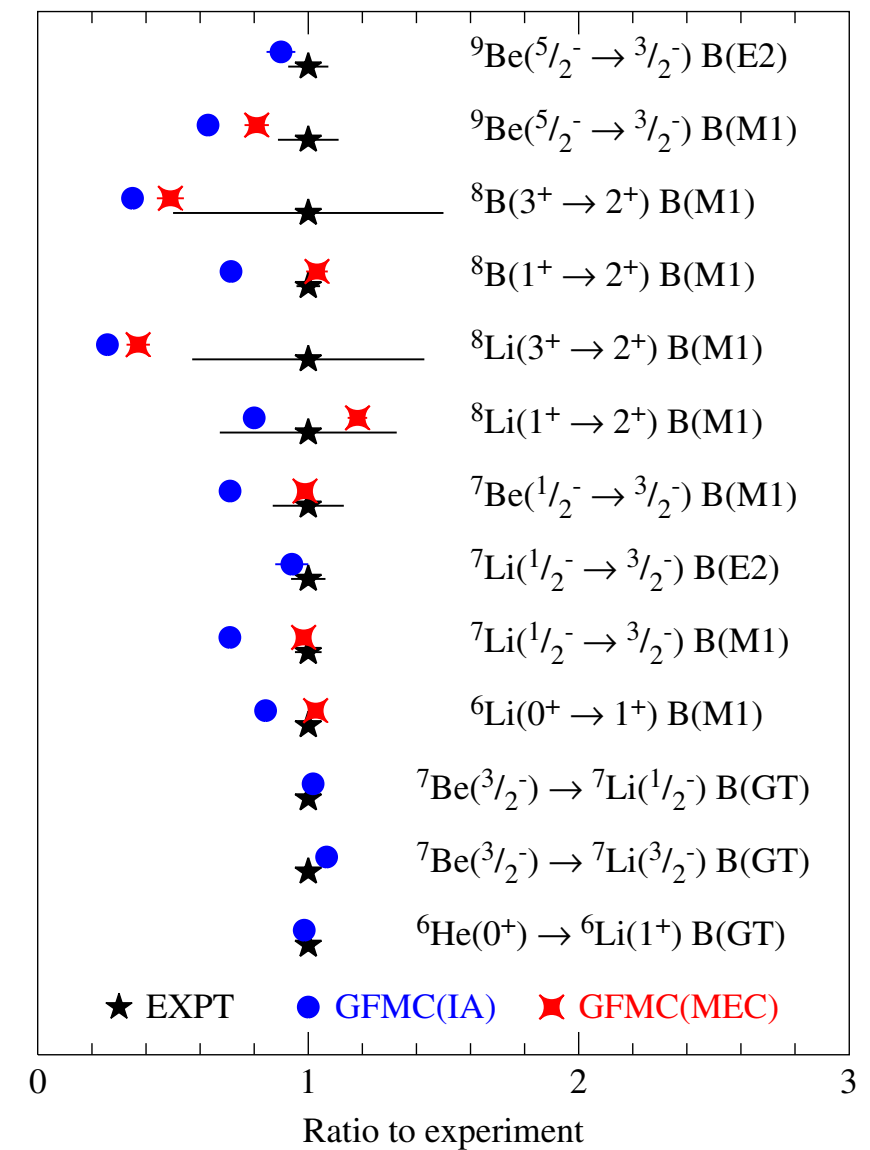 ⁹Be(⁵/₂⁻ → ³/₂⁻) B(E2)
⁹Be(⁵/₂⁻ → ³/₂⁻) B(M1)
⁸B(3⁺ → 2⁺) B(M1)
⁸B(1⁺ → 2⁺) B(M1)
⁸Li(3⁺ → 2⁺) B(M1)
⁸Li(1⁺ → 2⁺) B(M1)
⁷Be(¹/₂⁻ → ³/₂⁻) B(M1)
⁷Li(¹/₂⁻ → ³/₂⁻) B(E2)
⁷Li(¹/₂⁻ → ³/₂⁻) B(M1)
⁶Li(0⁺ → 1⁺) B(M1)
⁷Be(³/₂⁻) → ⁷Li(¹/₂⁻) B(GT)
⁷Be(³/₂⁻) → ⁷Li(³/₂⁻) B(GT)
⁶He(0⁺) → ⁶Li(1⁺) B(GT)
EXPT GFMC(IA) GFMC(MEC)
0 1 2 3
Ratio to experiment